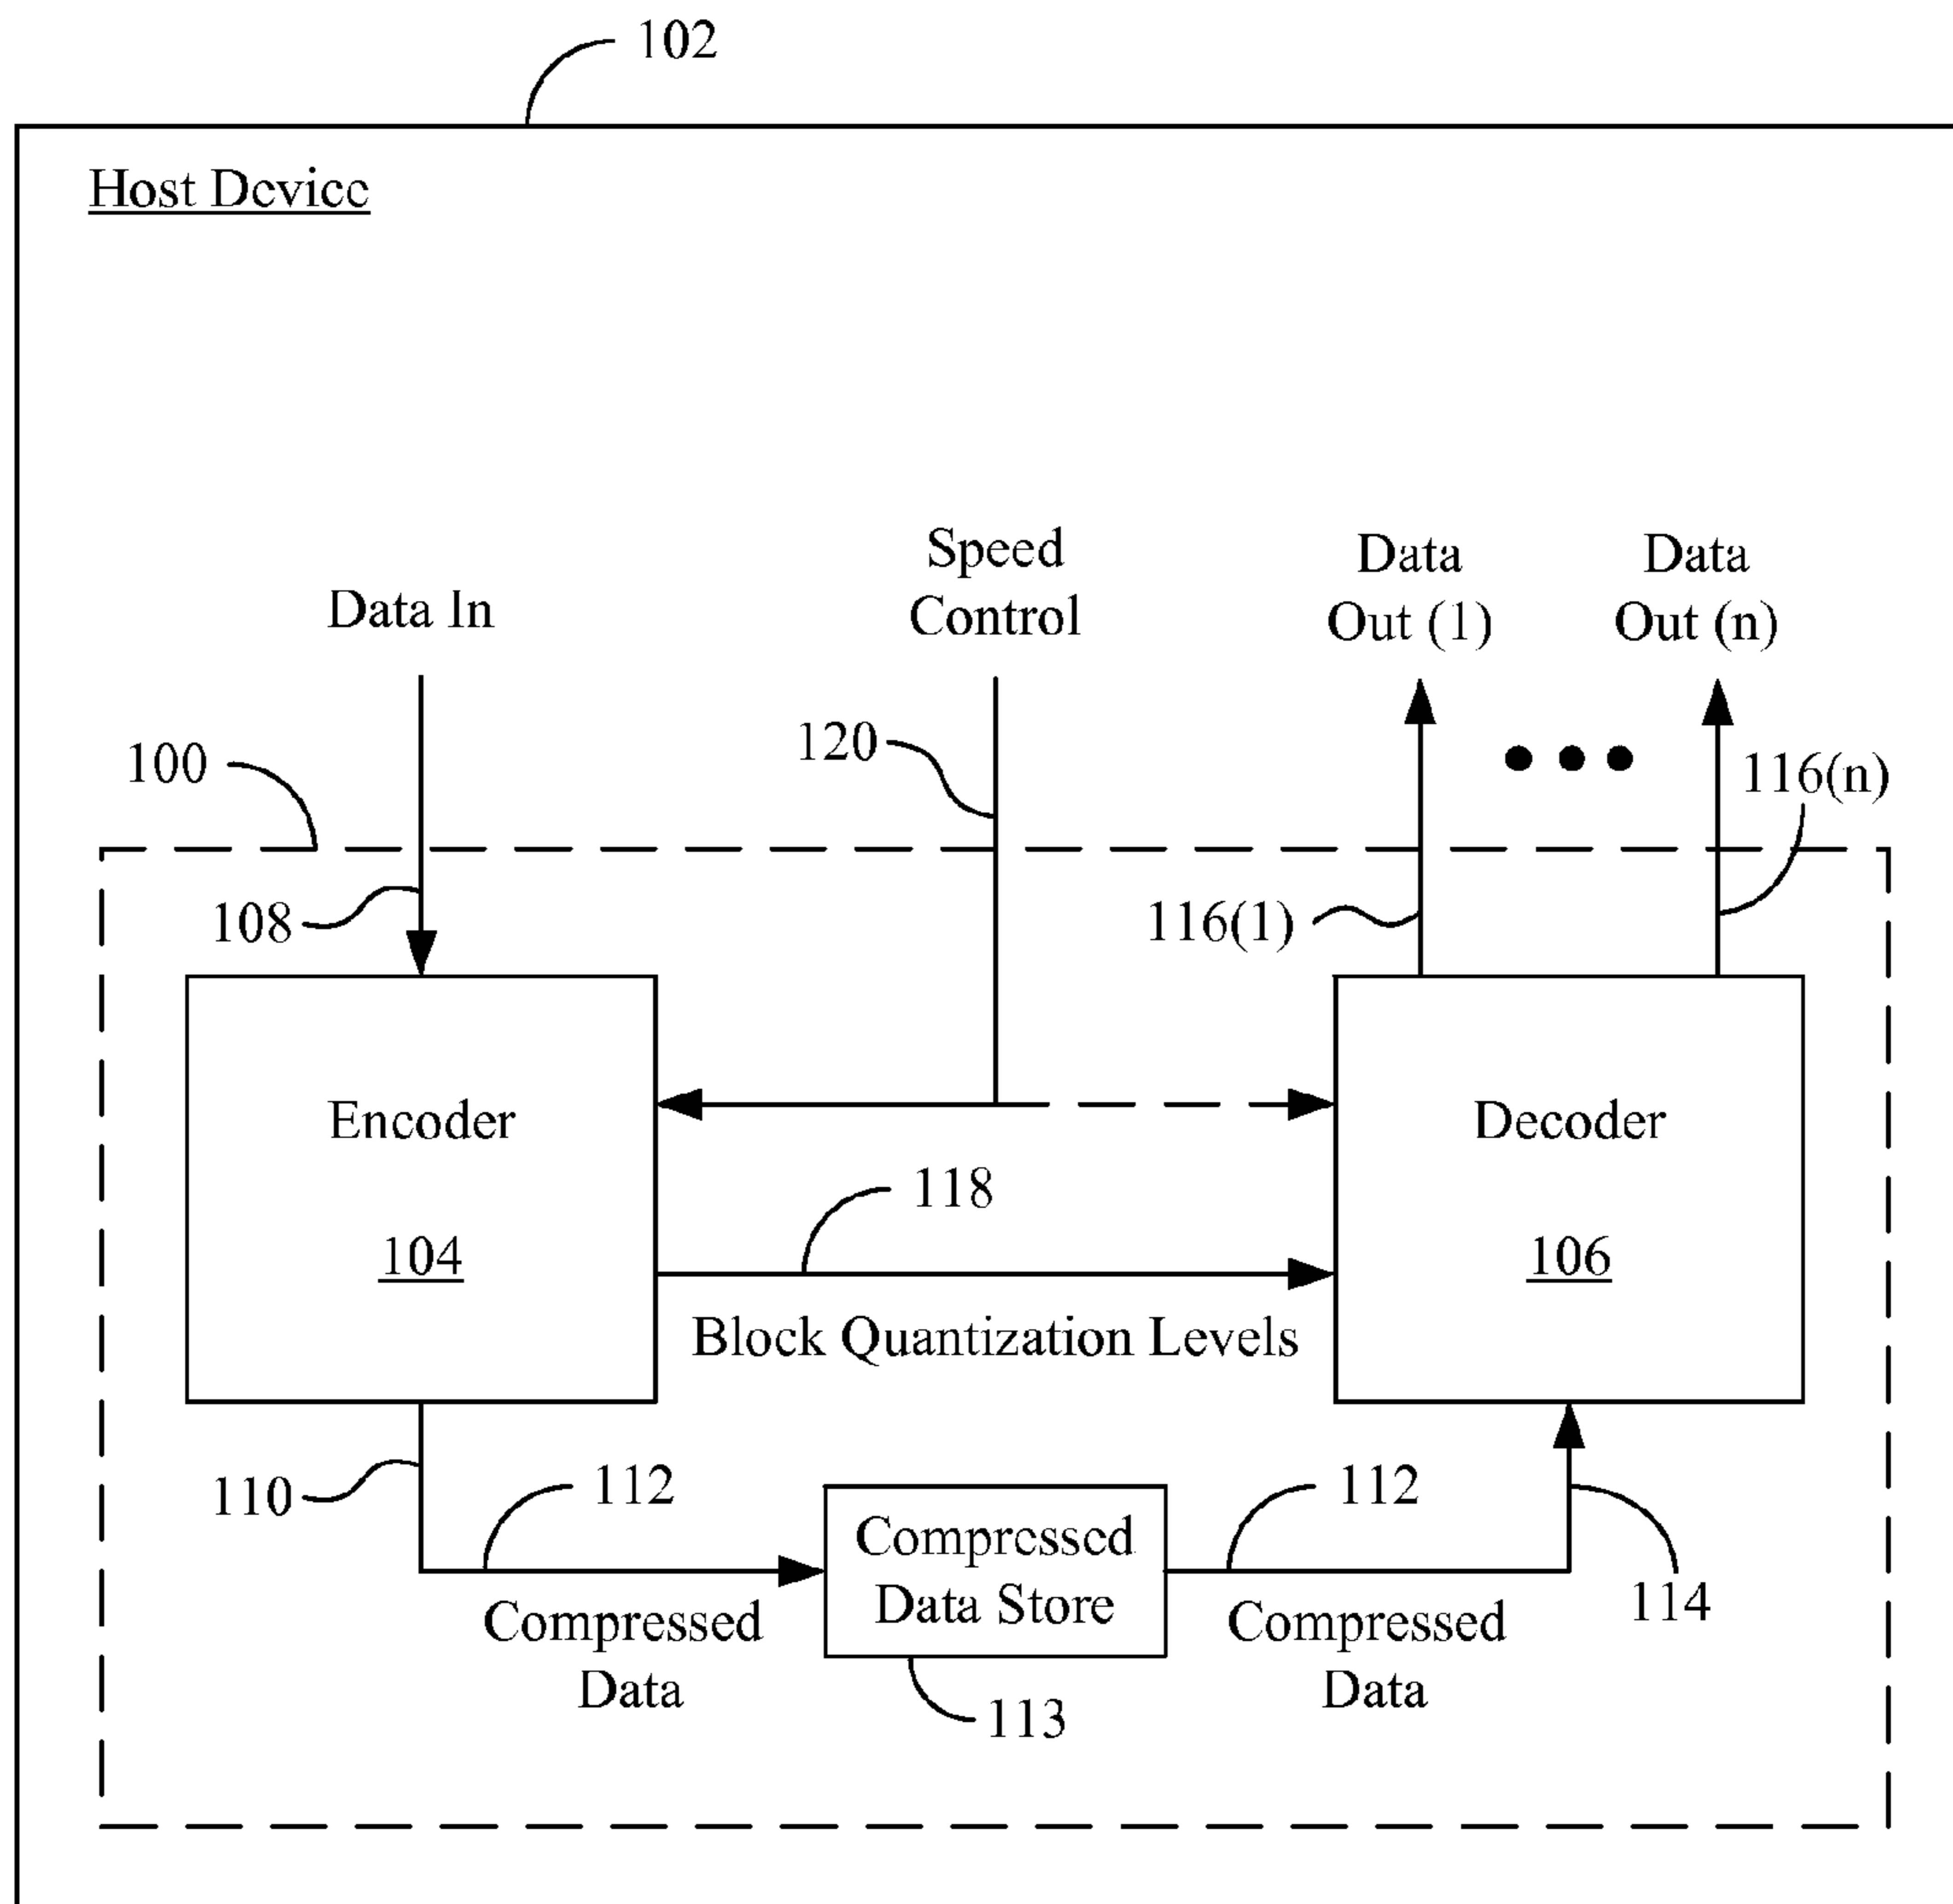 102
Host Device
Speed
Control
Data
Out (1)
Data
Out (n)
Data In
120
100
116(n)
108
116(1)
Encoder
104
Decoder
106
118
Block Quantization Levels
110
112
Compressed
Data Store
112
114
Compressed
Data
Compressed
Data
113